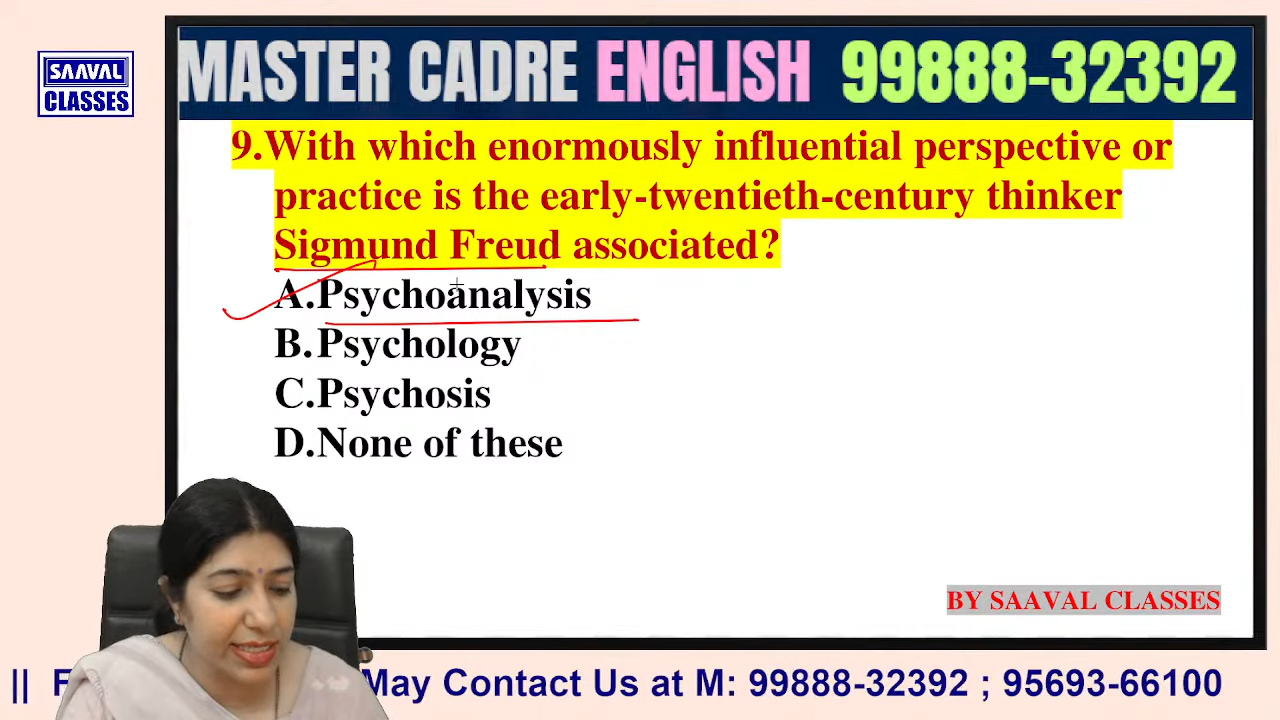 SAAVAL
CLASSES
MASTER CADRE ENGLISH 99888-32392
9.With which enormously influential perspective or
practice is the early-twentieth-century thinker
Sigmund Freud associated?
A.Psychoanalysis
B.Psychology
C.Psychosis
D.None of these
BY SAAVAL CLASSES
|| May Contact Us at M: 99888-32392 ; 95693-66100